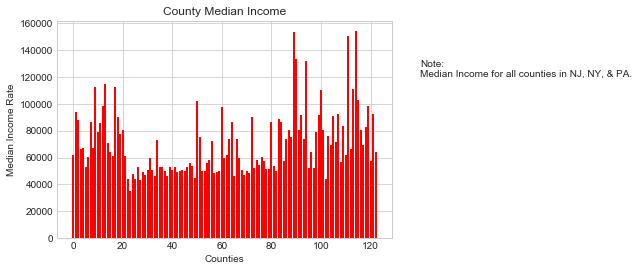 County Median Income
160000
140000
120000
100000
80000
60000
40000
20000
0
Median Income Rate
0 20 40 60 80 100 120
Counties
Note:
Median Income for all counties in NJ, NY, & PA.